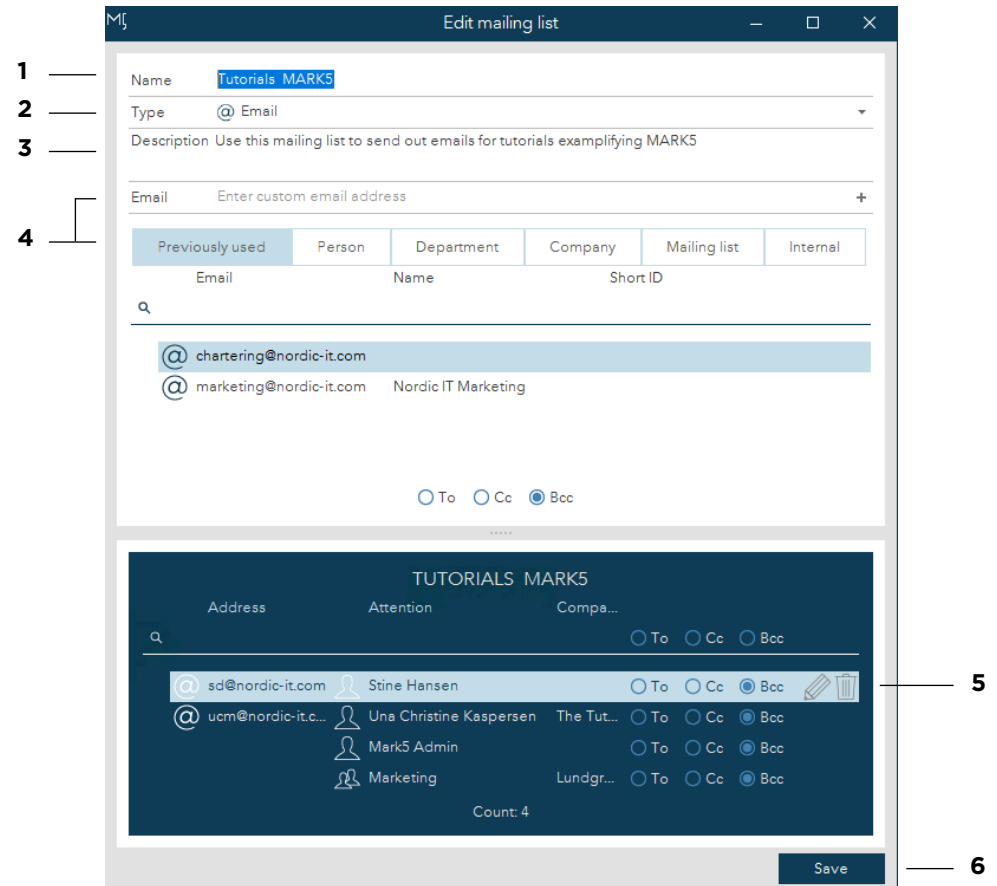 M5 Edit mailing list
1 Name Tutorials MARK5
2 Type @ Email
3 Description Use this mailing list to send out emails for tutorials examplifying MARK5
Email Enter custom email address +
4 Previously used Person Department Company Mailing list Internal
Email Name Short ID
@ chartering@nordic-it.com
@ marketing@nordic-it.com Nordic IT Marketing
To Cc Bcc
TUTORIALS MARK5
Address Attention Compa...
To Cc Bcc
@ sd@nordic-it.com Stine Hansen To Cc Bcc 5
@ ucm@nordic-it.c... Una Christine Kaspersen The Tut... To Cc Bcc
Mark5 Admin To Cc Bcc
Marketing Lundgr... To Cc Bcc
Count: 4
Save 6